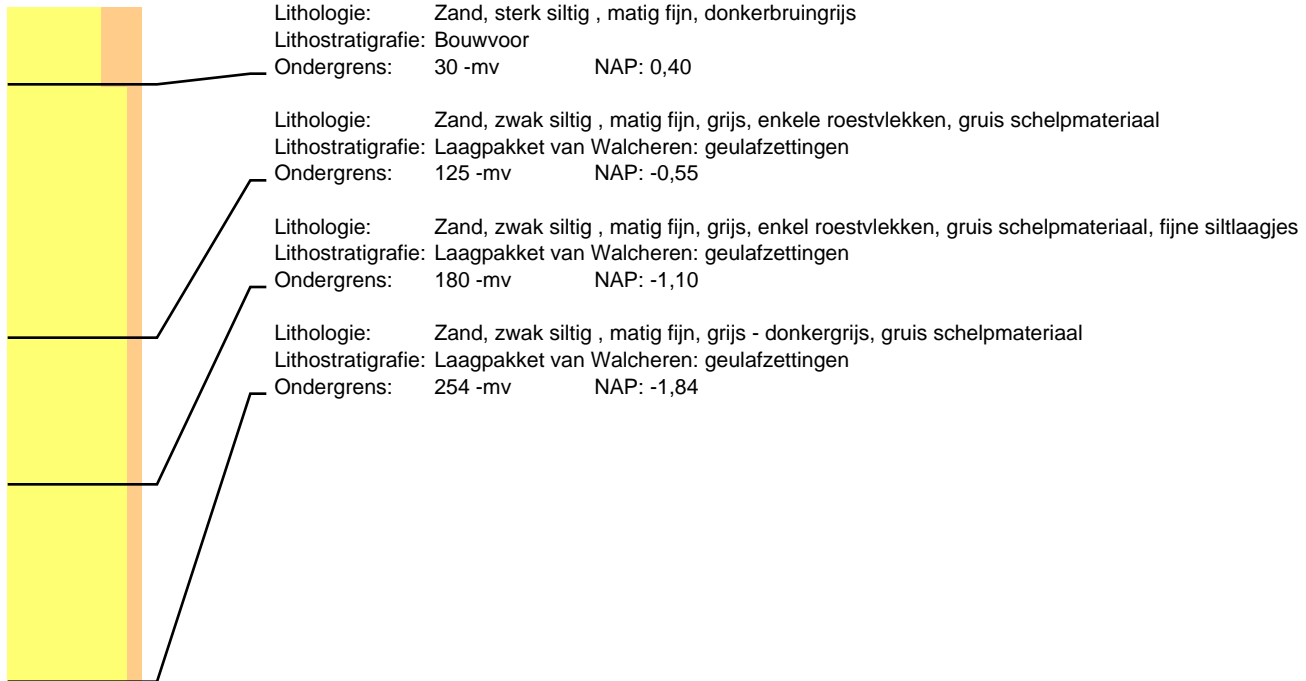 Lithologie: Zand, sterk siltig , matig fijn, donkerbruingrijs
Lithostratigrafie: Bouwvoor
Ondergrens: 30 -mv NAP: 0,40
Lithologie: Zand, zwak siltig , matig fijn, grijs, enkele roestvlekken, gruis schelpmateriaal
Lithostratigrafie: Laagpakket van Walcheren: geulafzettingen
Ondergrens: 125 -mv NAP: -0,55
Lithologie: Zand, zwak siltig , matig fijn, grijs, enkel roestvlekken, gruis schelpmateriaal, fijne siltlaagjes
Lithostratigrafie: Laagpakket van Walcheren: geulafzettingen
Ondergrens: 180 -mv NAP: -1,10
Lithologie: Zand, zwak siltig , matig fijn, grijs - donkergrijs, gruis schelpmateriaal
Lithostratigrafie: Laagpakket van Walcheren: geulafzettingen
Ondergrens: 254 -mv NAP: -1,84